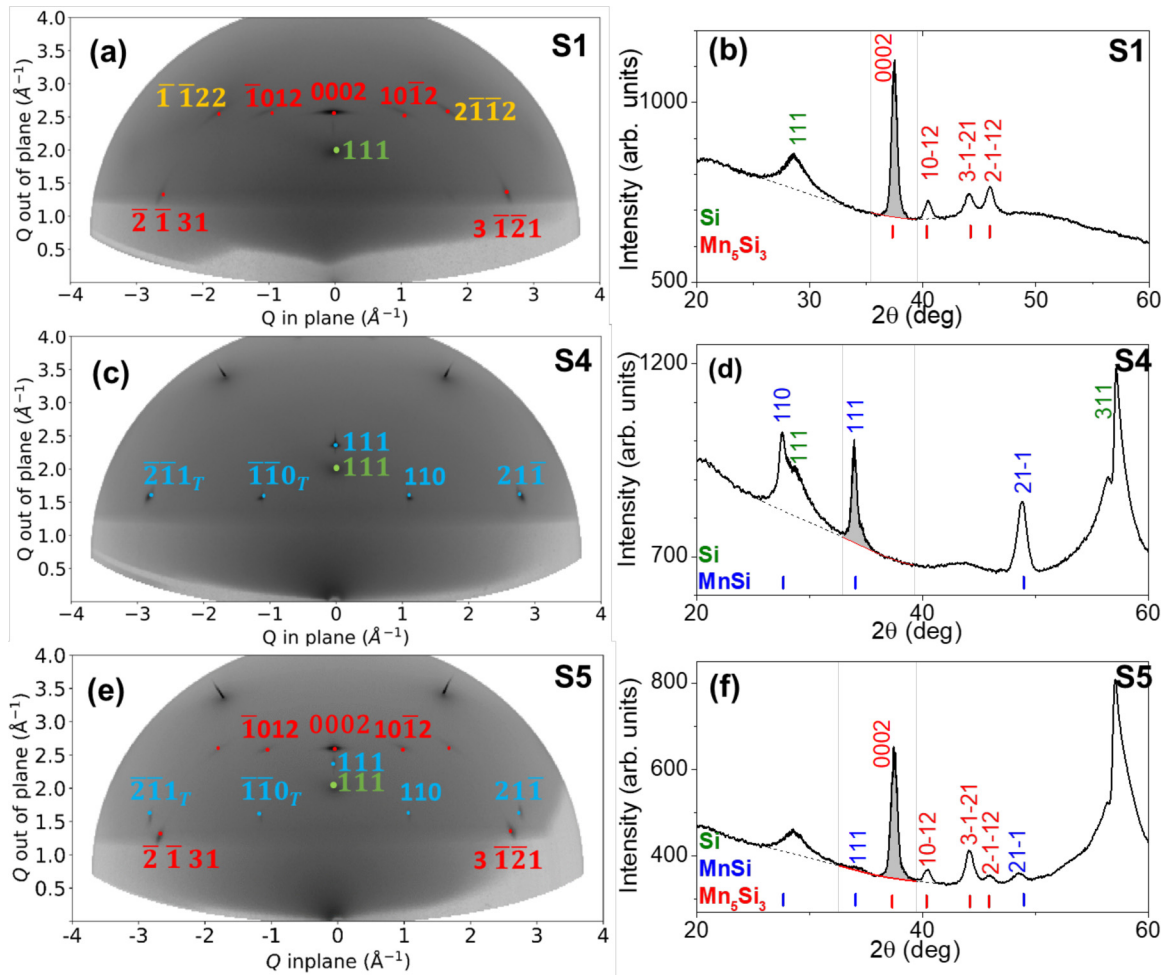 (a) S1
1̄ 1̄22 1̄012 0002 101̄2 21̄1̄2
111
2̄ 1̄ 31 3 1̄2̄1
Q out of plane (Å⁻¹)
4.0
3.5
3.0
2.5
2.0
1.5
1.0
0.5
−4 −3 −2 −1 0 1 2 3 4
Q in plane (Å⁻¹)
(b) S1
0002
111
10-12
3-1-21
2-1-12
Si
Mn₅Si₃
Intensity (arb. units)
1000
500
20 30 40 50 60
2θ (deg)
(c) S4
111
111
2̄1̄1_T 1̄1̄0_T 110 211̄
Q out of plane (Å⁻¹)
4.0
3.5
3.0
2.5
2.0
1.5
1.0
0.5
−4 −3 −2 −1 0 1 2 3 4
Q in plane (Å⁻¹)
(d) S4
110
111
111
21-1
311
Si
MnSi
Intensity (arb. units)
1200
700
20 40 60
2θ (deg)
(e) S5
1̄012 0002 101̄2
111
111
2̄1̄1_T 1̄1̄0_T 110 211̄
2̄ 1̄ 31 3 1̄2̄1
Q out of plane (Å⁻¹)
4.0
3.5
3.0
2.5
2.0
1.5
1.0
0.5
-4 -3 -2 -1 0 1 2 3 4
Q inplane (Å⁻¹)
(f) S5
0002
111
10-12
3-1-21
2-1-12
21-1
Si
MnSi
Mn₅Si₃
Intensity (arb. units)
800
600
400
20 40 60
2θ (deg)